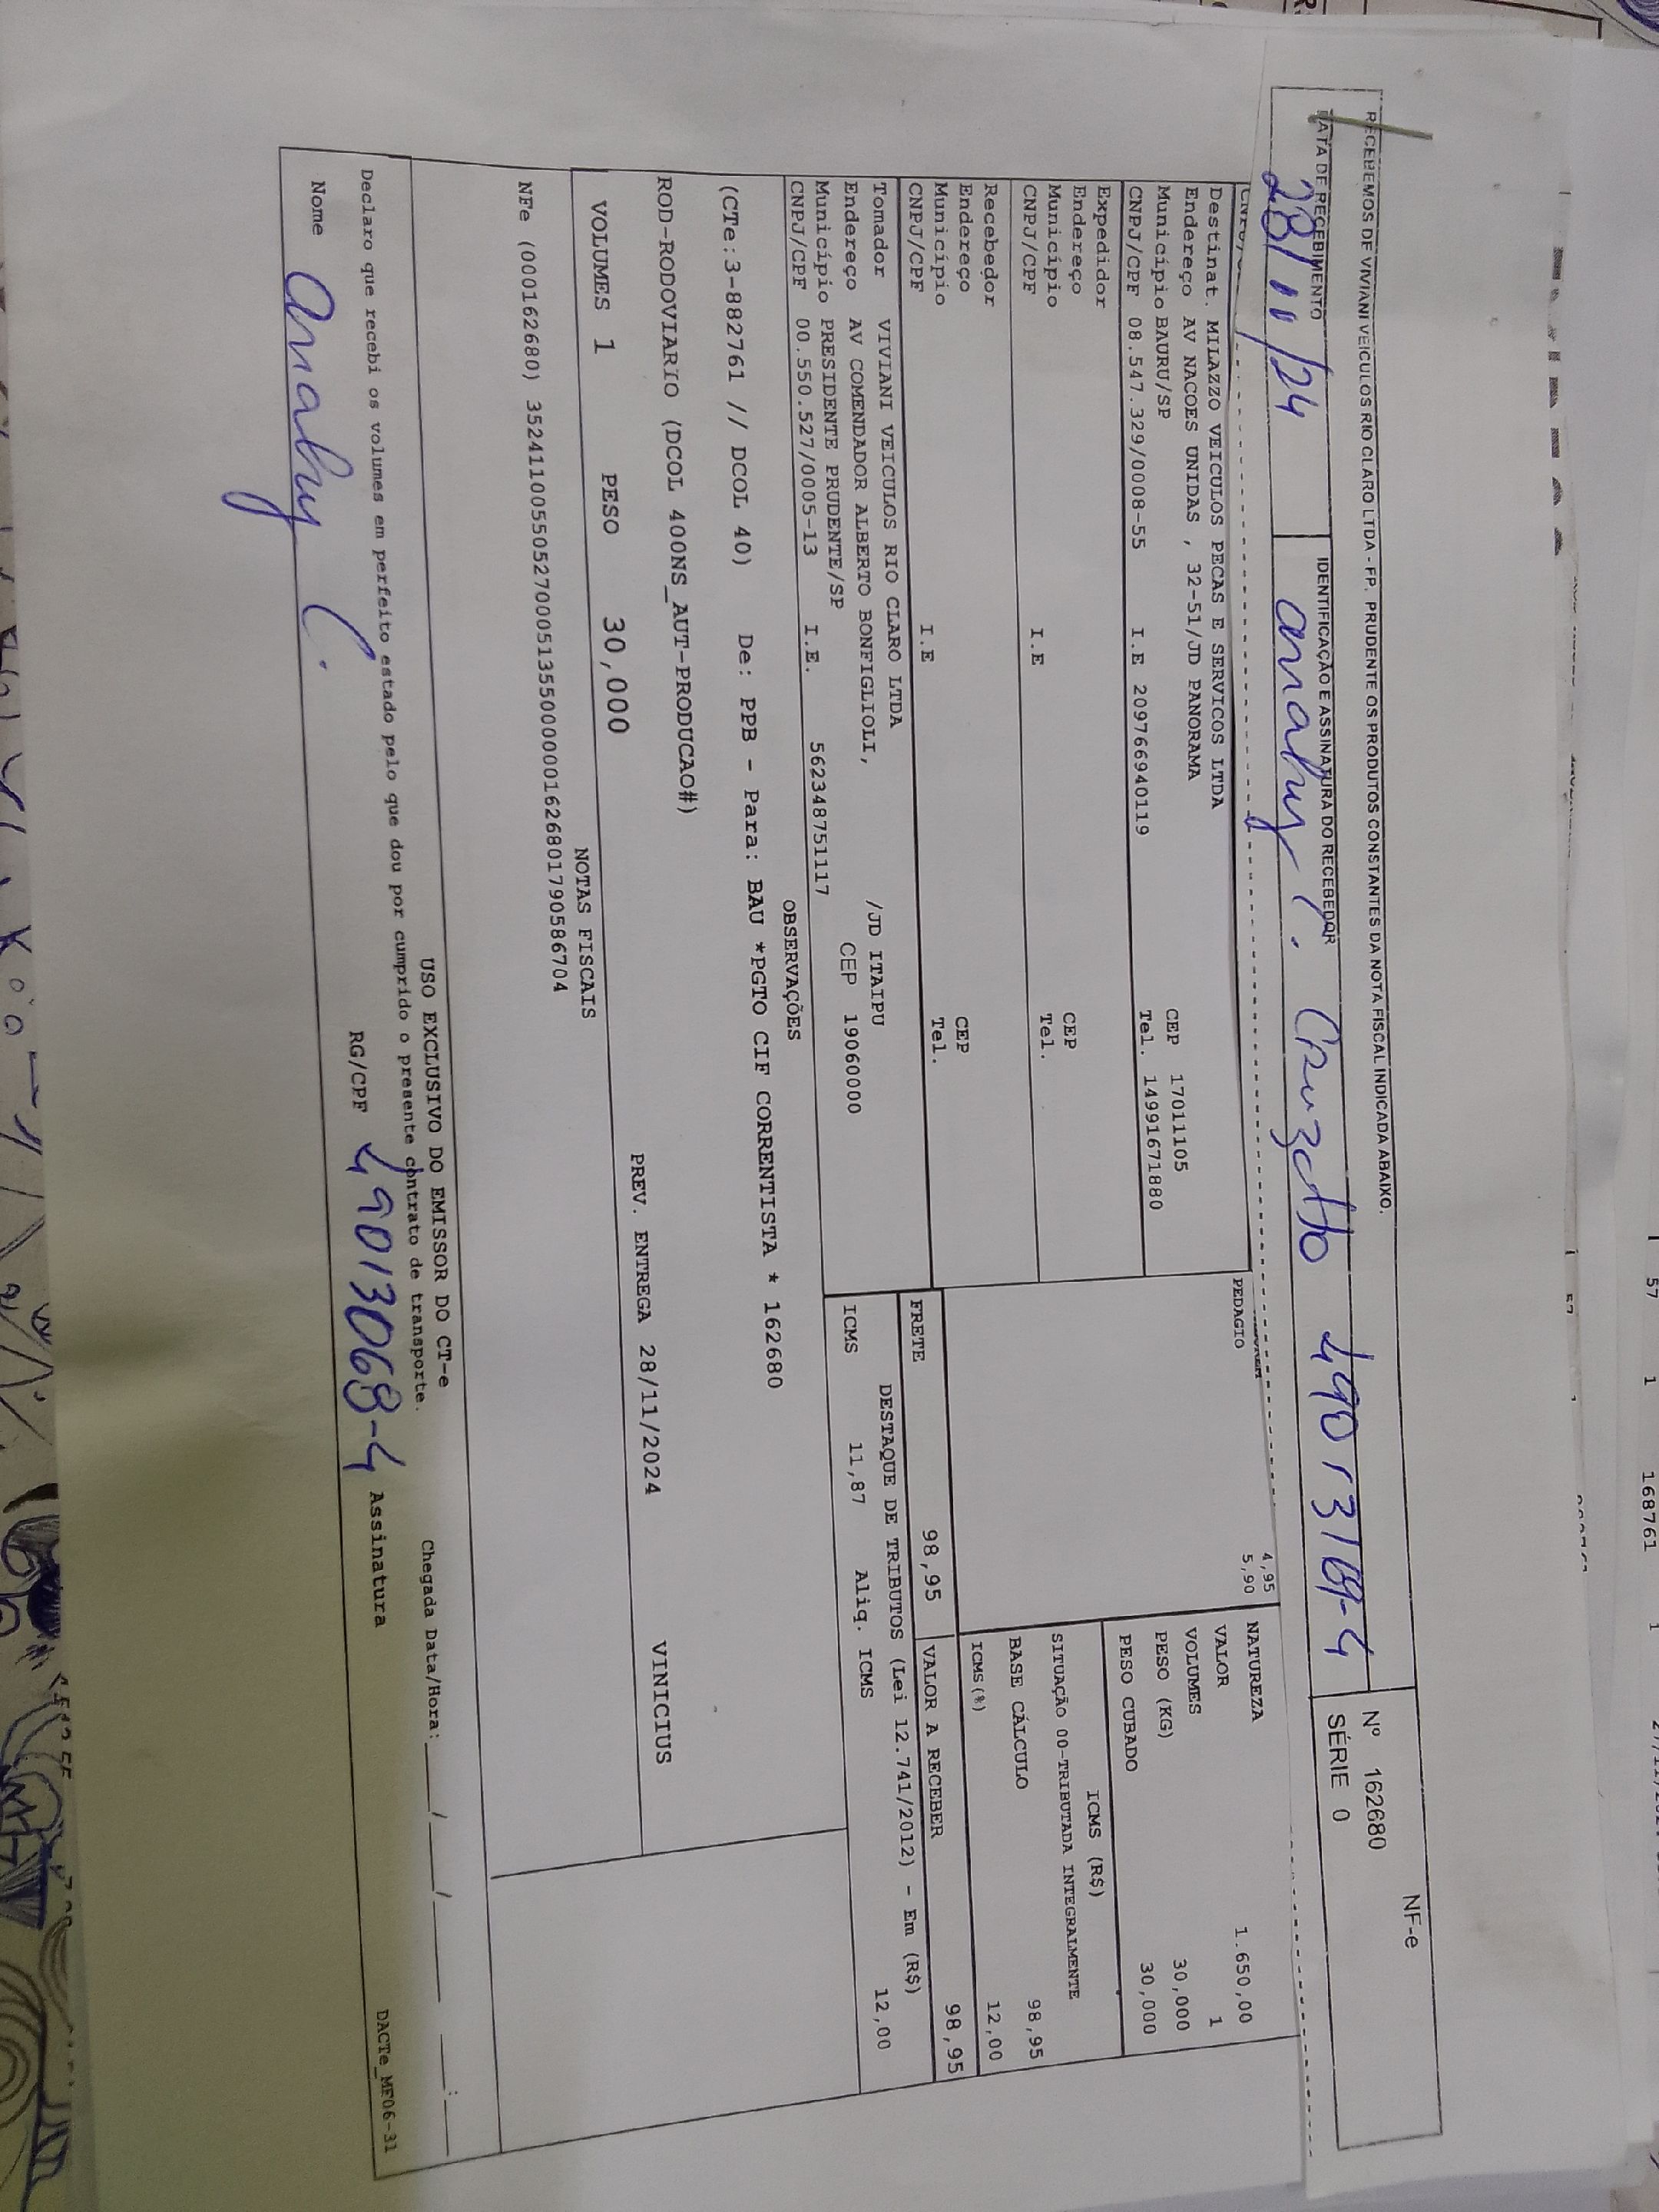 RECEBEMOS DE VIVIANI VEICULOS RIO CLARO LTDA - FP. PRUDENTE OS PRODUTOS CONSTANTES DA NOTA FISCAL INDICADA ABAIXO.
NF-e
Nº 162680
SÉRIE 0
DATA DE RECEBIMENTO
28/11/24
IDENTIFICAÇÃO E ASSINATURA DO RECEBEDOR
4,95
PEDAGIO 5,90
NATUREZA
VALOR 1.650,00
VOLUMES 1
PESO (KG) 30,000
PESO CUBADO 30,000
Destinat. MILAZZO VEICULOS PECAS E SERVICOS LTDA
Endereço AV NACOES UNIDAS , 32-51/JD PANORAMA
Município BAURU/SP CEP 17011105
CNPJ/CPF 08.547.329/0008-55 I.E 209766940119 Tel. 14991671880
Expedidor
Endereço
Município CEP
CNPJ/CPF I.E Tel.
ICMS (R$)
SITUAÇÃO 00-TRIBUTADA INTEGRALMENTE
BASE CÁLCULO 98,95
ICMS(%) 12,00
Recebedor
Endereço
Município CEP
CNPJ/CPF I.E Tel.
FRETE 98,95 VALOR A RECEBER 98,95
Tomador VIVIANI VEICULOS RIO CLARO LTDA
Endereço AV COMENDADOR ALBERTO BONFIGLIOLI, /JD ITAIPU
Município PRESIDENTE PRUDENTE/SP CEP 19060000
CNPJ/CPF 00.550.527/0005-13 I.E. 562348751117
DESTAQUE DE TRIBUTOS (Lei 12.741/2012) - Em (R$)
ICMS 11,87 Aliq. ICMS 12,00
OBSERVAÇÕES
(CTe:3-882761 // DCOL 40) De: PPB - Para: BAU *PGTO CIF CORRENTISTA * 162680
ROD-RODOVIARIO (DCOL 400NS_AUT-PRODUCAO#)
VINICIUS
VOLUMES 1 PESO 30,000 PREV. ENTREGA 28/11/2024
NOTAS FISCAIS
NFe (000162680) 35241100550527000513550000001626801790586704
USO EXCLUSIVO DO EMISSOR DO CT-e
Declaro que recebi os volumes em perfeito estado pelo que dou por cumprido o presente contrato de transporte.
Chegada Data/Hora:____/____/____ ___:___
Nome RG/CPF 49013068-4 Assinatura
DACTe_MF06-31
57 1 168761 1